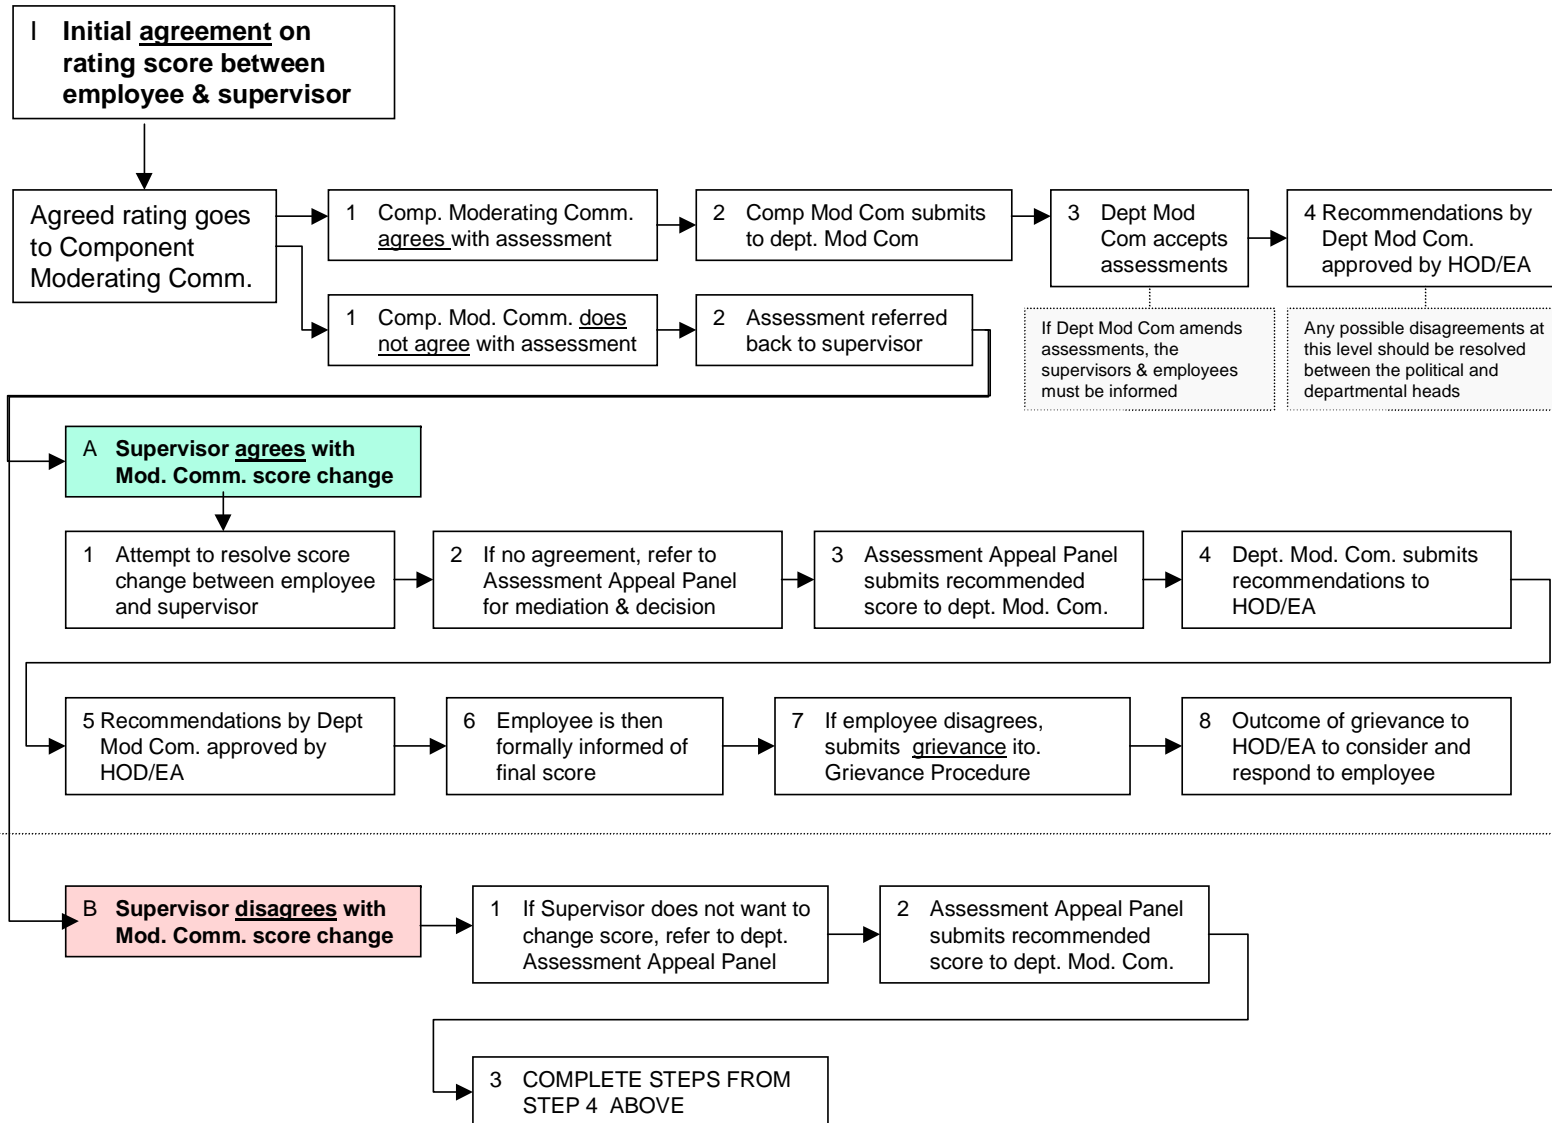 I Initial agreement on
rating score between
employee & supervisor
Agreed rating goes
to Component
Moderating Comm.
1 Comp. Moderating Comm.
agrees with assessment
2 Comp Mod Com submits
to dept. Mod Com
3 Dept Mod
Com accepts
assessments
4 Recommendations by
Dept Mod Com.
approved by HOD/EA
1 Comp. Mod. Comm. does
not agree with assessment
2 Assessment referred
back to supervisor
If Dept Mod Com amends
assessments, the
supervisors & employees
must be informed
Any possible disagreements at
this level should be resolved
between the political and
departmental heads
A Supervisor agrees with
Mod. Comm. score change
1 Attempt to resolve score
change between employee
and supervisor
2 If no agreement, refer to
Assessment Appeal Panel
for mediation & decision
3 Assessment Appeal Panel
submits recommended
score to dept. Mod. Com.
4 Dept. Mod. Com. submits
recommendations to
HOD/EA
5 Recommendations by Dept
Mod Com. approved by
HOD/EA
6 Employee is then
formally informed of
final score
7 If employee disagrees,
submits grievance ito.
Grievance Procedure
8 Outcome of grievance to
HOD/EA to consider and
respond to employee
B Supervisor disagrees with
Mod. Comm. score change
1 If Supervisor does not want to
change score, refer to dept.
Assessment Appeal Panel
2 Assessment Appeal Panel
submits recommended
score to dept. Mod. Com.
3 COMPLETE STEPS FROM
STEP 4 ABOVE